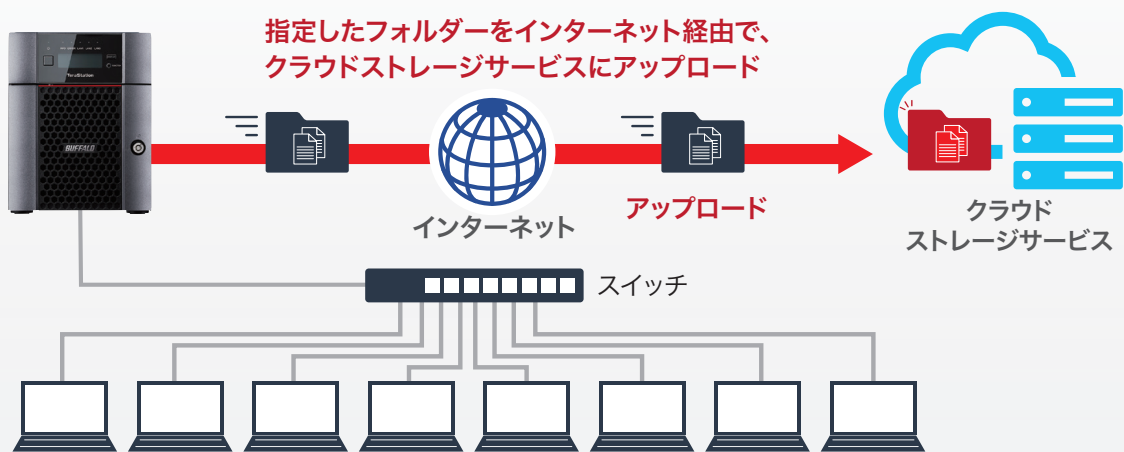 指定したフォルダーをインターネット経由で、
クラウドストレージサービスにアップロード
TeraStation
BUFFALO
インターネット
アップロード
クラウド
ストレージサービス
スイッチ